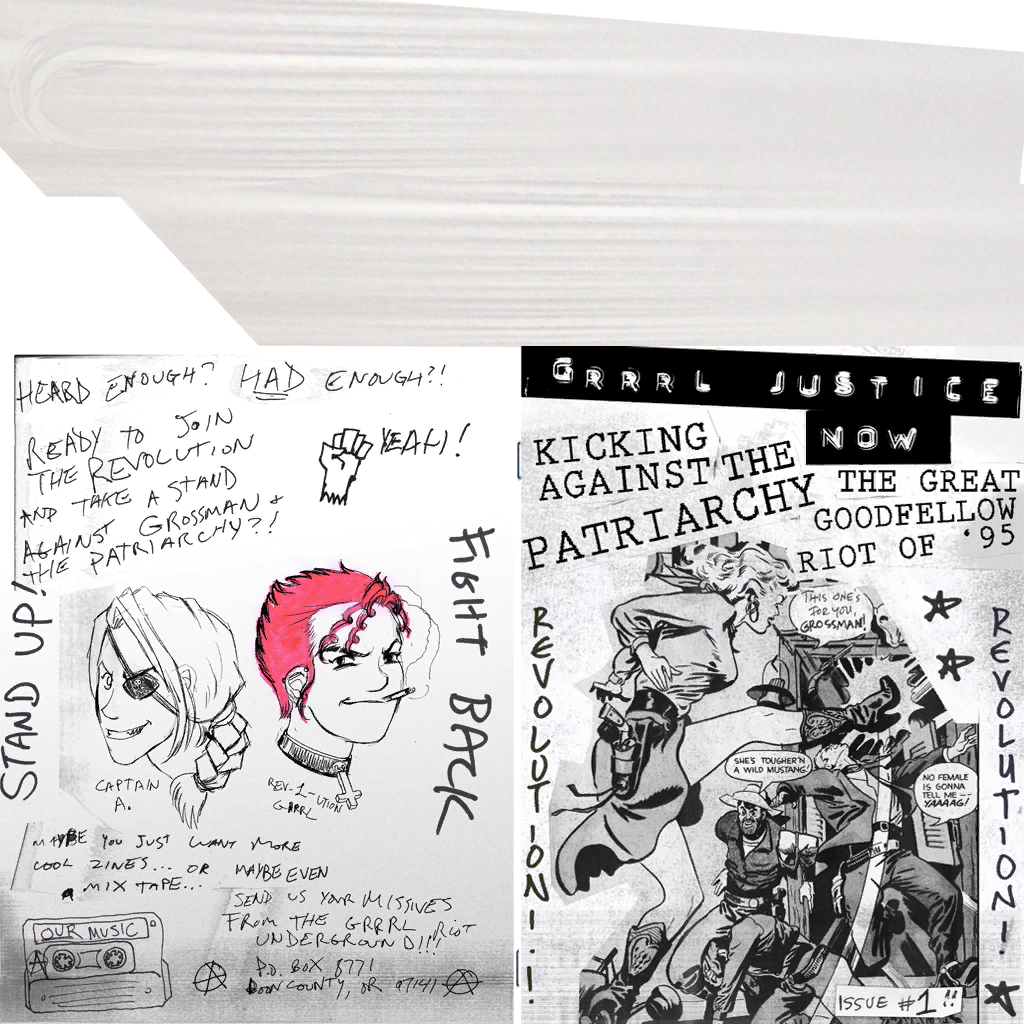 HEARD ENOUGH? HAD ENOUGH?!
READY TO JOIN
THE REVOLUTION
AND TAKE A STAND
AGAINST GROSSMAN +
THE PATRIARCHY?!
YEAH!
STAND UP!
FIGHT BACK
CAPTAIN
A.
REV-L-UTION
GRRL
MAYBE YOU JUST WANT MORE
COOL ZINES... OR MAYBE EVEN
A MIX TAPE...
SEND US YOUR MISSIVES
FROM THE GRRRL RIOT
UNDERGROUND!!!
P.O. BOX 8771
BOON COUNTY, OR 97141
OUR MUSIC
A
GRRRL JUSTICE
NOW
KICKING
AGAINST THE
PATRIARCHY
THE GREAT
GOODFELLOW
RIOT OF '95
THIS ONE'S
FOR YOU,
GROSSMAN!
REVOLUTION!!
REVOLUTION!
SHE'S TOUGHER'N
A WILD MUSTANG!
NO FEMALE
IS GONNA
TELL ME--
YAAAAG!
ISSUE #1!!